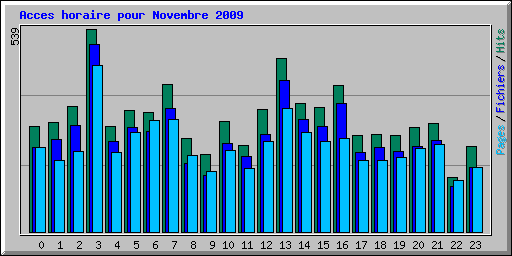 Acces horaire pour Novembre 2009
539
Pages / Fichiers / Hits
0 1 2 3 4 5 6 7 8 9 10 11 12 13 14 15 16 17 18 19 20 21 22 23